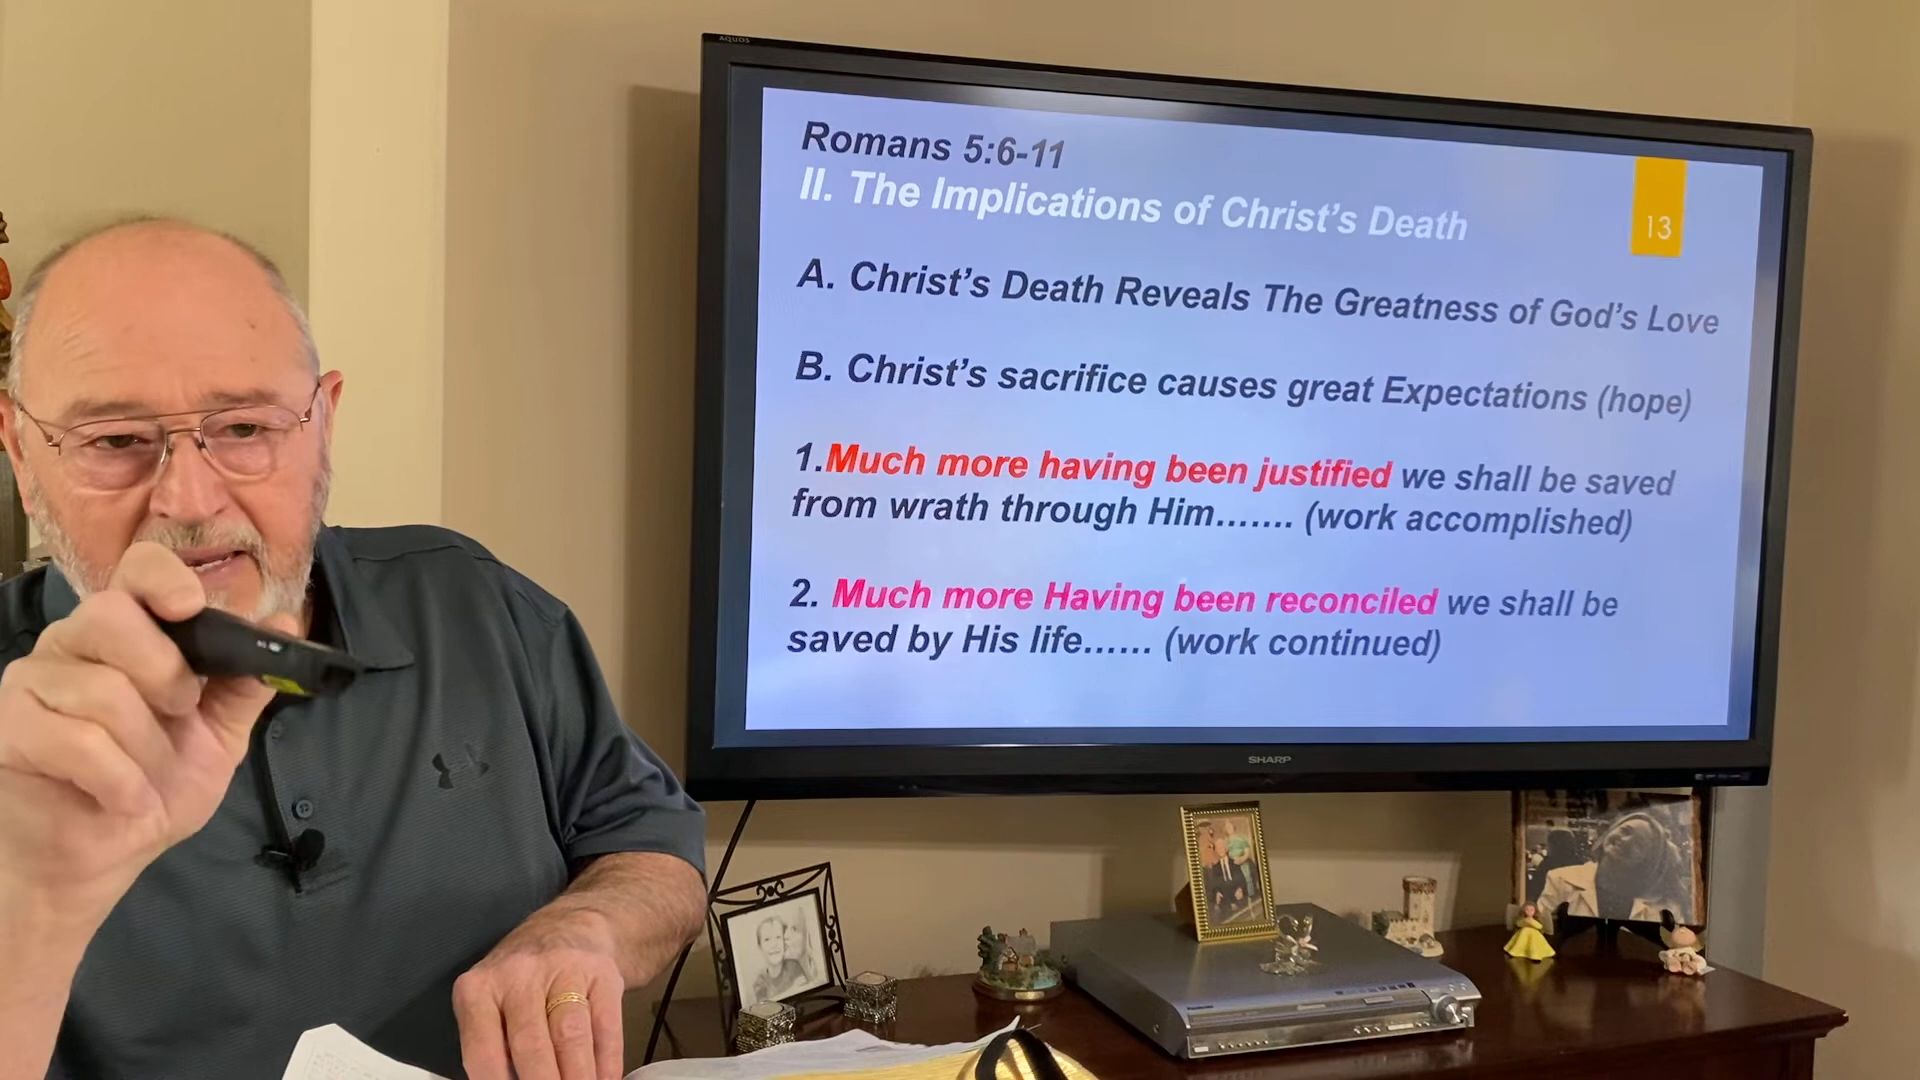 AQUOS
Romans 5:6-11
II. The Implications of Christ's Death
13
A. Christ's Death Reveals The Greatness of God's Love
B. Christ's sacrifice causes great Expectations (hope)
1.Much more having been justified we shall be saved
from wrath through Him....... (work accomplished)
2. Much more Having been reconciled we shall be
saved by His life...... (work continued)
SHARP
Panasonic